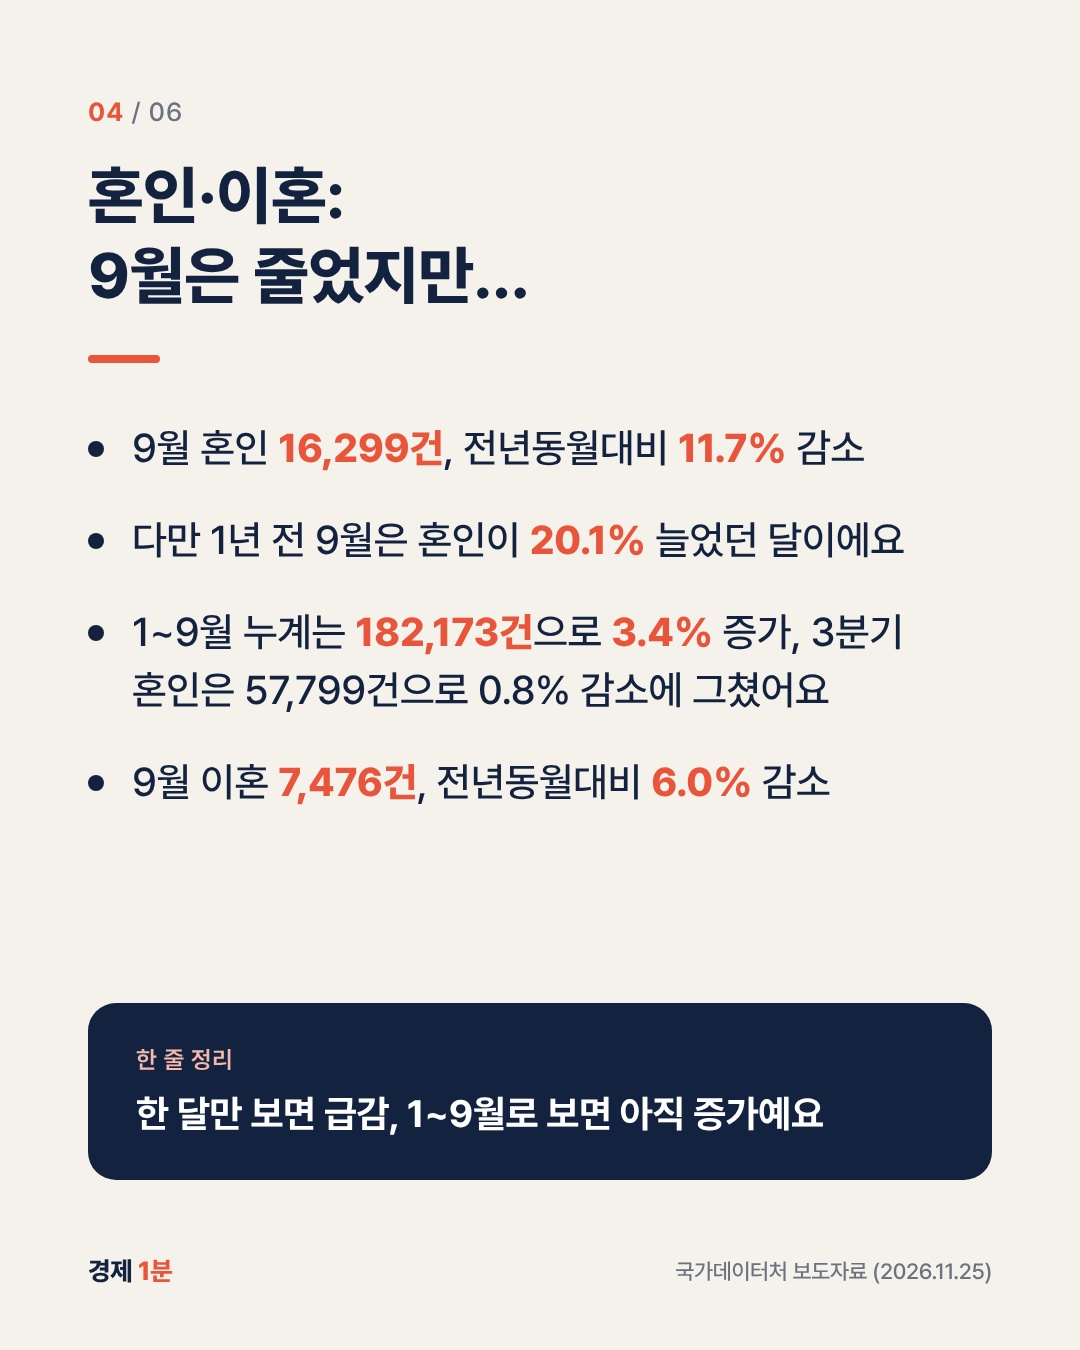 04 / 06
혼인·이혼:
9월은 줄었지만...
• 9월 혼인 16,299건, 전년동월대비 11.7% 감소
• 다만 1년 전 9월은 혼인이 20.1% 늘었던 달이에요
• 1~9월 누계는 182,173건으로 3.4% 증가, 3분기
혼인은 57,799건으로 0.8% 감소에 그쳤어요
• 9월 이혼 7,476건, 전년동월대비 6.0% 감소
한 줄 정리
한 달만 보면 급감, 1~9월로 보면 아직 증가예요
경제 1분
국가데이터처 보도자료 (2026.11.25)